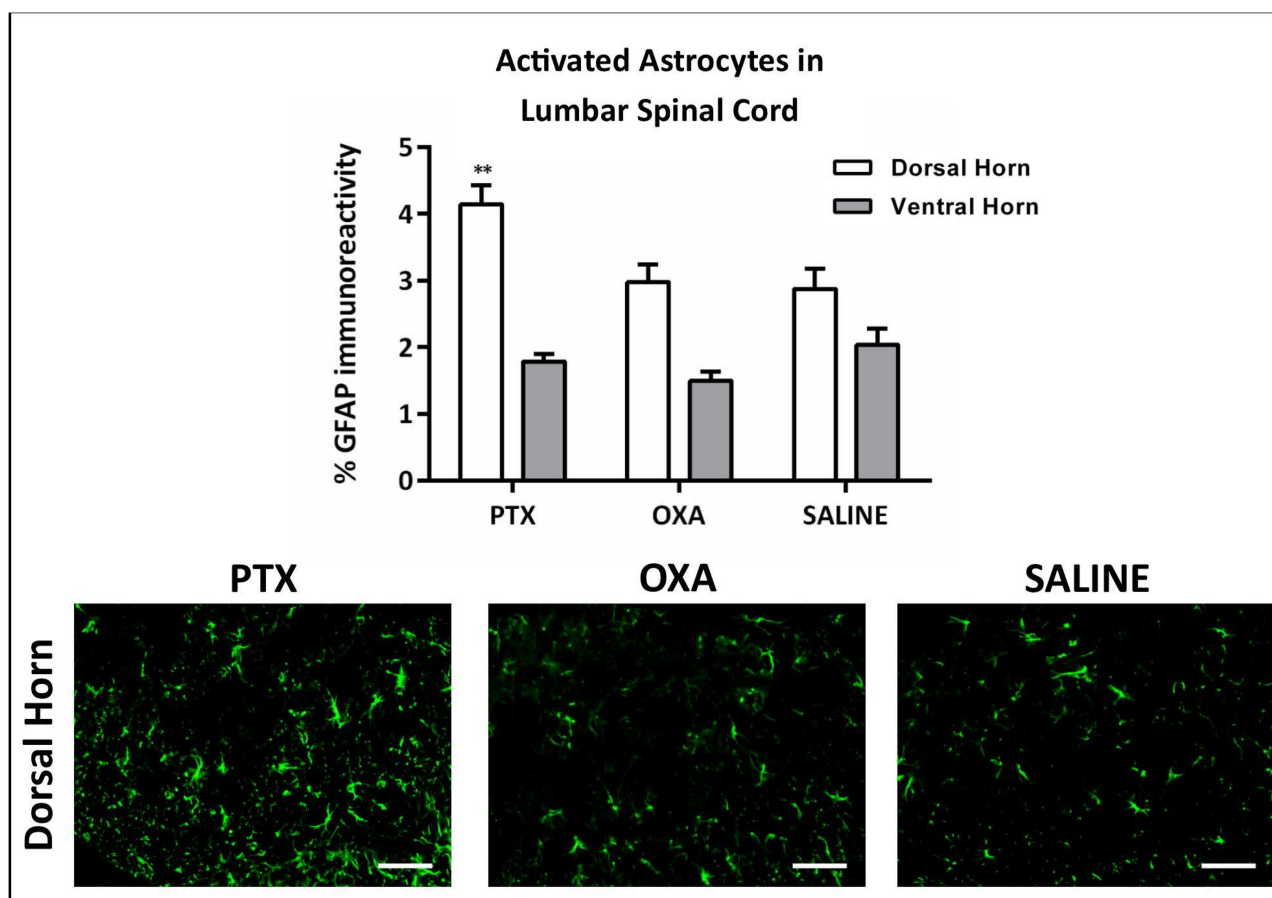 Activated Astrocytes in
Lumbar Spinal Cord
% GFAP immunoreactivity
5
4
3
2
1
0
**
Dorsal Horn
Ventral Horn
PTX
OXA
SALINE
PTX
OXA
SALINE
Dorsal Horn